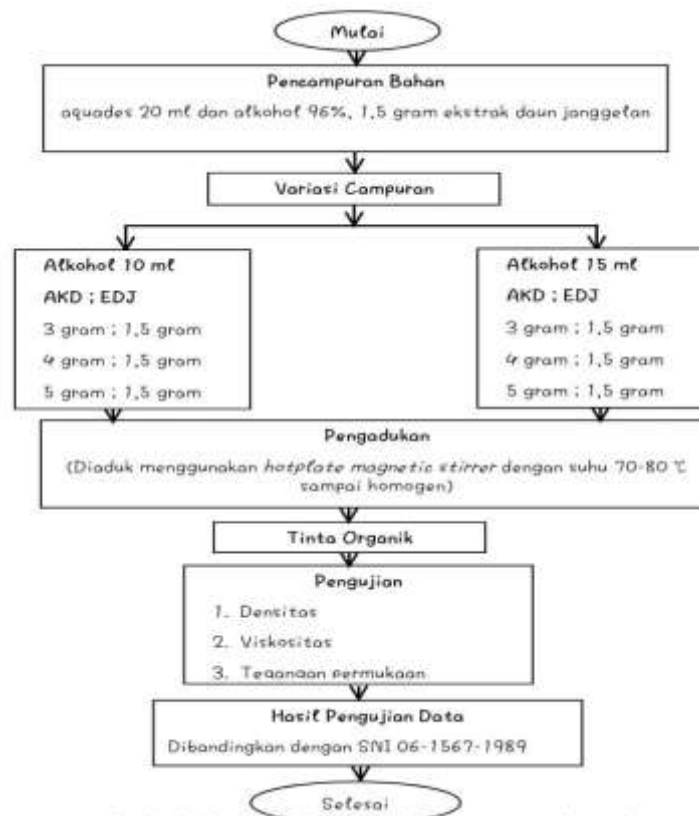 Mulai
Pencampuran Bahan
aquades 20 ml dan alkohol 96%, 1,5 gram ekstrak daun janggelan
Variasi Campuran
Alkohol 10 ml
AKD : EDJ
3 gram : 1,5 gram
4 gram : 1,5 gram
5 gram : 1,5 gram
Alkohol 15 ml
AKD : EDJ
3 gram : 1,5 gram
4 gram : 1,5 gram
5 gram : 1,5 gram
Pengadukan
(Diaduk menggunakan hotplate magnetic stirrer dengan suhu 70-80 ℃
sampai homogen)
Tinta Organik
Pengujian
1. Densitas
2. Viskositas
3. Tegangan permukaan
Hasil Pengujian Data
Dibandingkan dengan SNI 06-1567-1989
Selesai